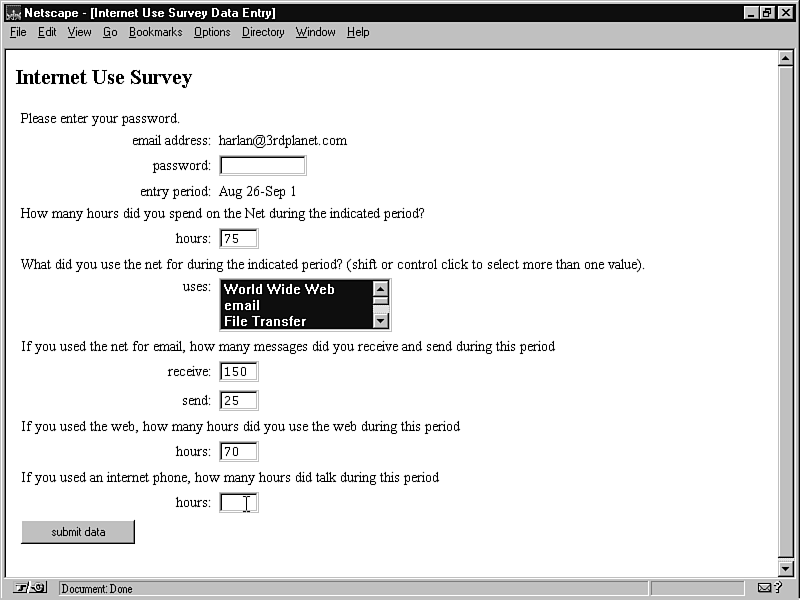 Netscape - [Internet Use Survey Data Entry]
File Edit View Go Bookmarks Options Directory Window Help
Internet Use Survey
Please enter your password.
email address: harlan@3rdplanet.com
password:
entry period: Aug 26-Sep 1
How many hours did you spend on the Net during the indicated period?
hours: 75
What did you use the net for during the indicated period? (shift or control click to select more than one value).
uses: World Wide Web
email
File Transfer
If you used the net for email, how many messages did you receive and send during this period
receive: 150
send: 25
If you used the web, how many hours did you use the web during this period
hours: 70
If you used an internet phone, how many hours did talk during this period
hours:
submit data
Document: Done
?